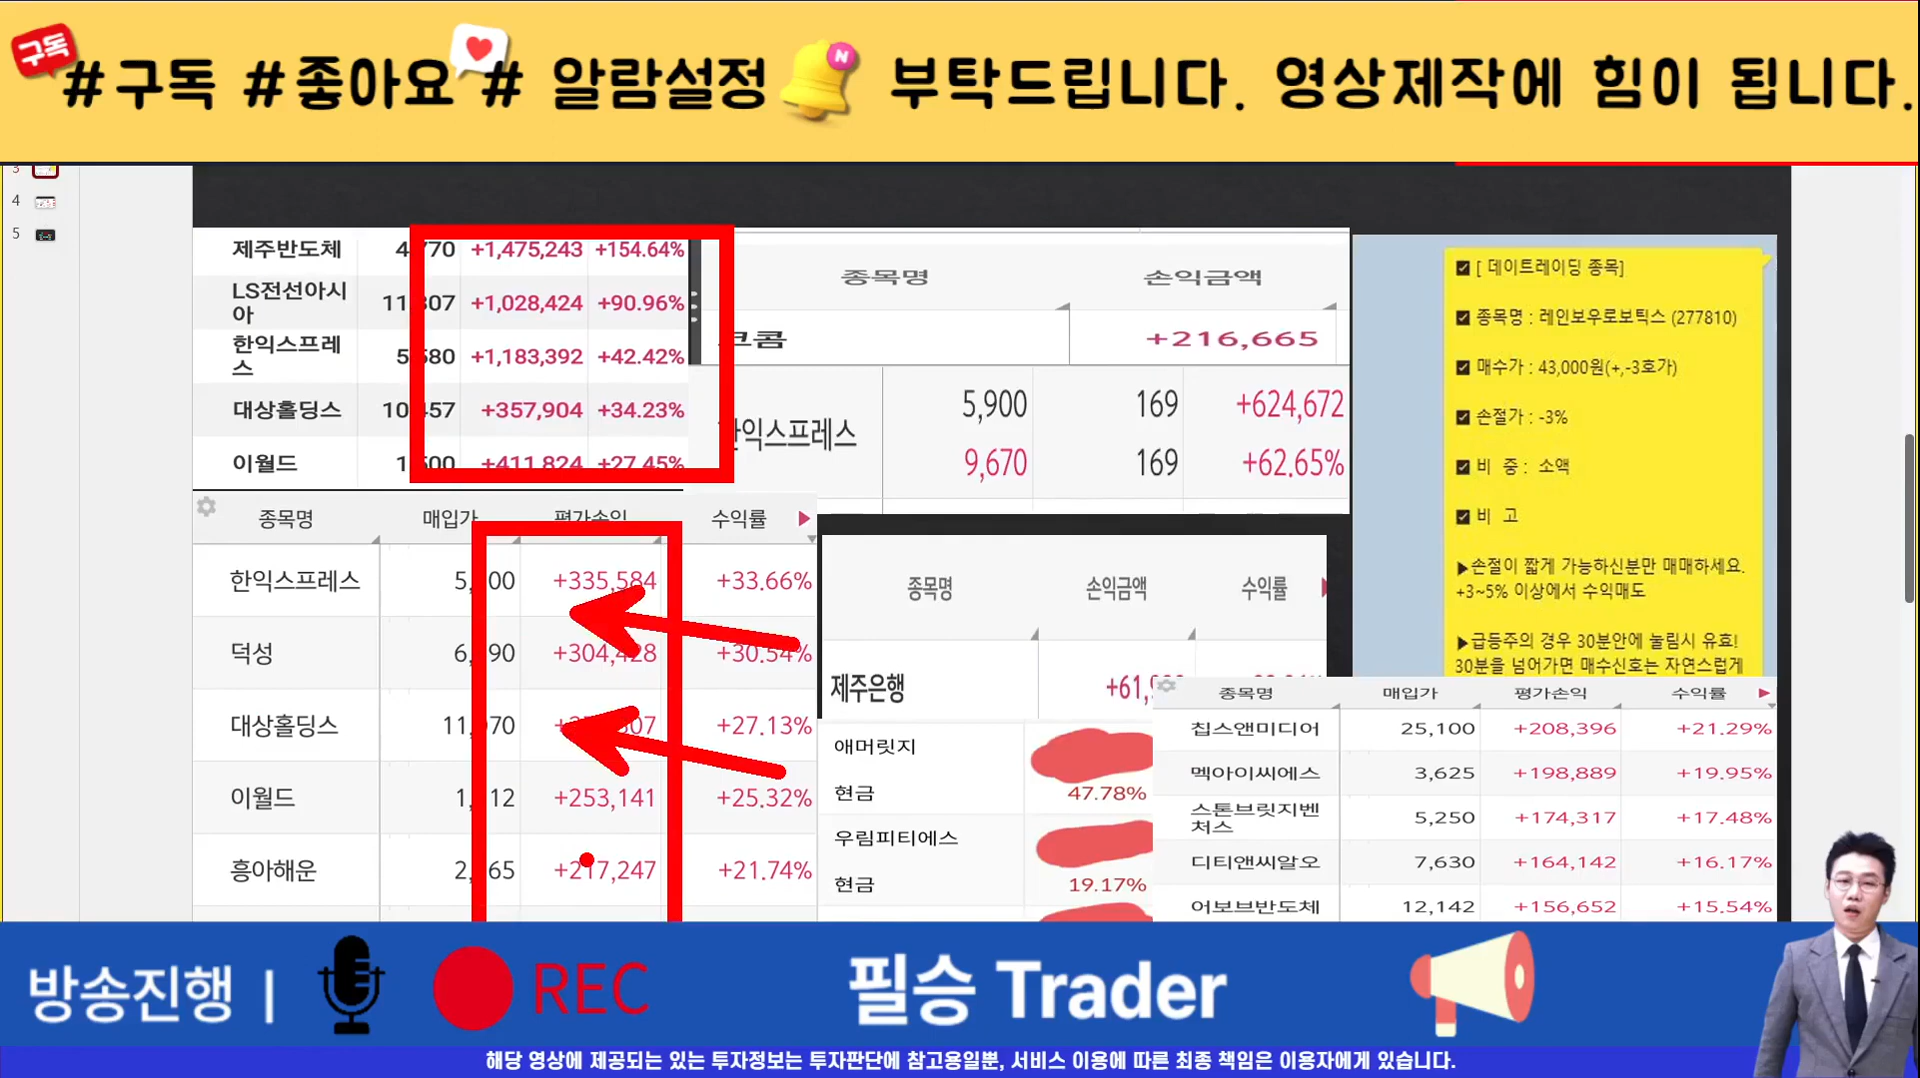 구독
#구독 #좋아요 # 알람설정 N 부탁드립니다. 영상제작에 힘이 됩니다.
3
4
5
제주반도체 4,770 +1,475,243 +154.64%
LS전선아시아 11,307 +1,028,424 +90.96%
한익스프레스 +1,183,392 +42.42%
대상홀딩스 +357,904 +34.23%
이월드 +411,824 +27.45%
종목명 매입가 평가손익 수익률
한익스프레스 +335,584 +33.66%
덕성 +304,428 +30.54%
대상홀딩스 +27.13%
이월드 +253,141 +25.32%
흥아해운 +217,247 +21.74%
종목명 손익금액
코콤 +216,665
한익스프레스
5,900 169 +624,672
9,670 169 +62.65%
종목명 손익금액 수익률
제주은행
애머릿지
현금 47.78%
우림피티에스
현금 19.17%
[ 데이트레이딩 종목]
종목명 : 레인보우로보틱스 (277810)
매수가 : 43,000원(+,-3호가)
손절가 : -3%
비 중 : 소액
비 고
▶손절이 짧게 가능하신분만 매매하세요.
+3~5% 이상에서 수익매도
▶급등주의 경우 30분안에 눌림시 유효!
30분을 넘어가면 매수신호는 자연스럽게
종목명 매입가 평가손익 수익률
칩스앤미디어 25,100 +208,396 +21.29%
멕아이씨에스 3,625 +198,889 +19.95%
스톤브릿지벤처스 5,250 +174,317 +17.48%
디티앤씨알오 7,630 +164,142 +16.17%
어보브반도체 12,142 +156,652 +15.54%
방송진행 | REC 필승 Trader
해당 영상에 제공되는 있는 투자정보는 투자판단에 참고용일뿐, 서비스 이용에 따른 최종 책임은 이용자에게 있습니다.